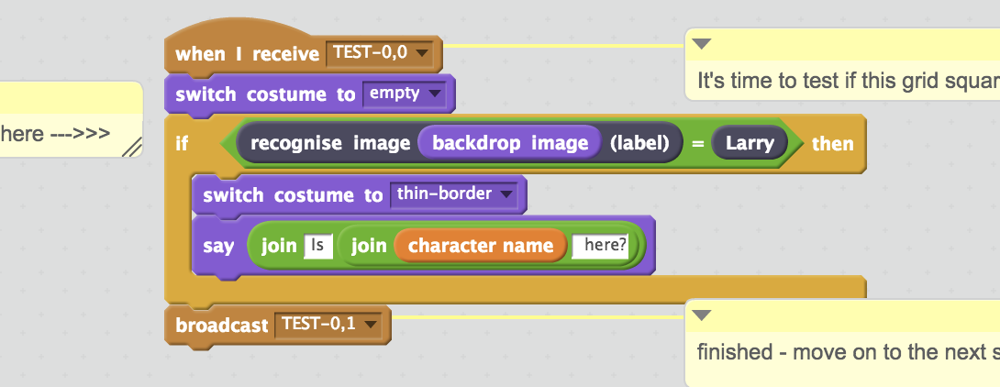 when I receive TEST-0,0
It's time to test if this grid squar
switch costume to empty
here --->>>
if recognise image backdrop image (label) = Larry then
switch costume to thin-border
say join Is join character name here?
broadcast TEST-0,1
finished - move on to the next s